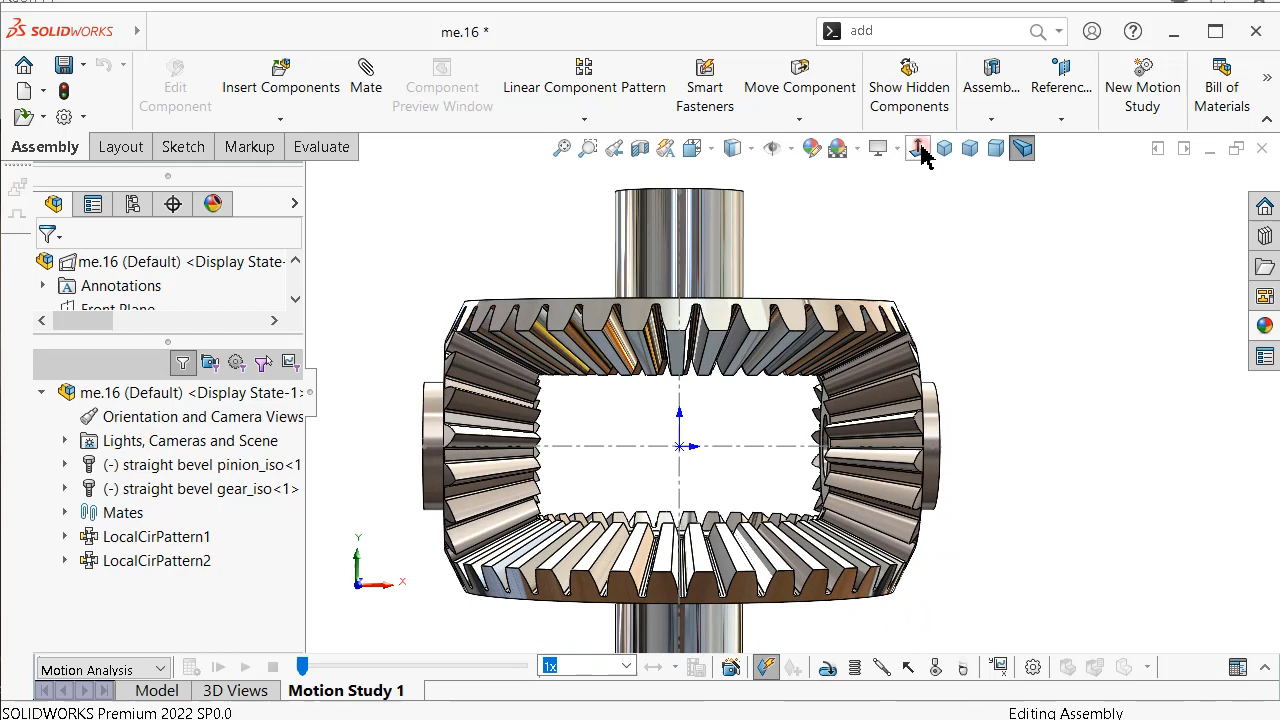 SOLIDWORKS
me.16 *
add
Edit Component
Insert Components
Mate
Component Preview Window
Linear Component Pattern
Smart Fasteners
Move Component
Show Hidden Components
Assemb...
Referenc...
New Motion Study
Bill of Materials
Assembly
Layout
Sketch
Markup
Evaluate
me.16 (Default) <Display State-
Annotations
Front Plane
me.16 (Default) <Display State-1>
Orientation and Camera Views
Lights, Cameras and Scene
(-) straight bevel pinion_iso<1
(-) straight bevel gear_iso<1>
Mates
LocalCirPattern1
LocalCirPattern2
Y
X
Motion Analysis
1x
Model
3D Views
Motion Study 1
SOLIDWORKS Premium 2022 SP0.0
Editing Assembly